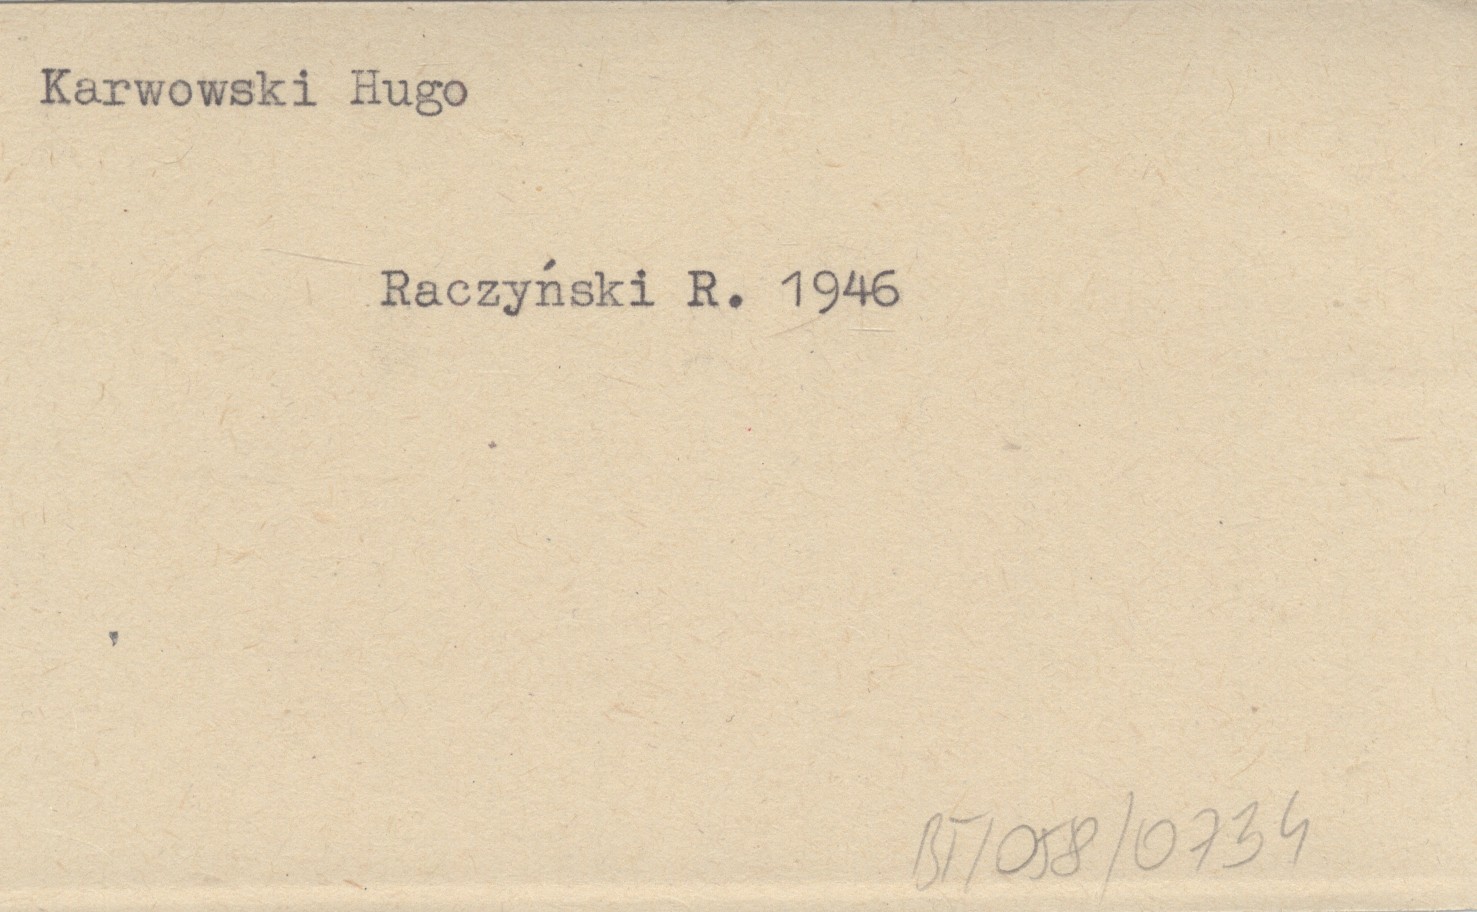 Karwowski Hugo
Raczyński R. 1946
BT/058/0734